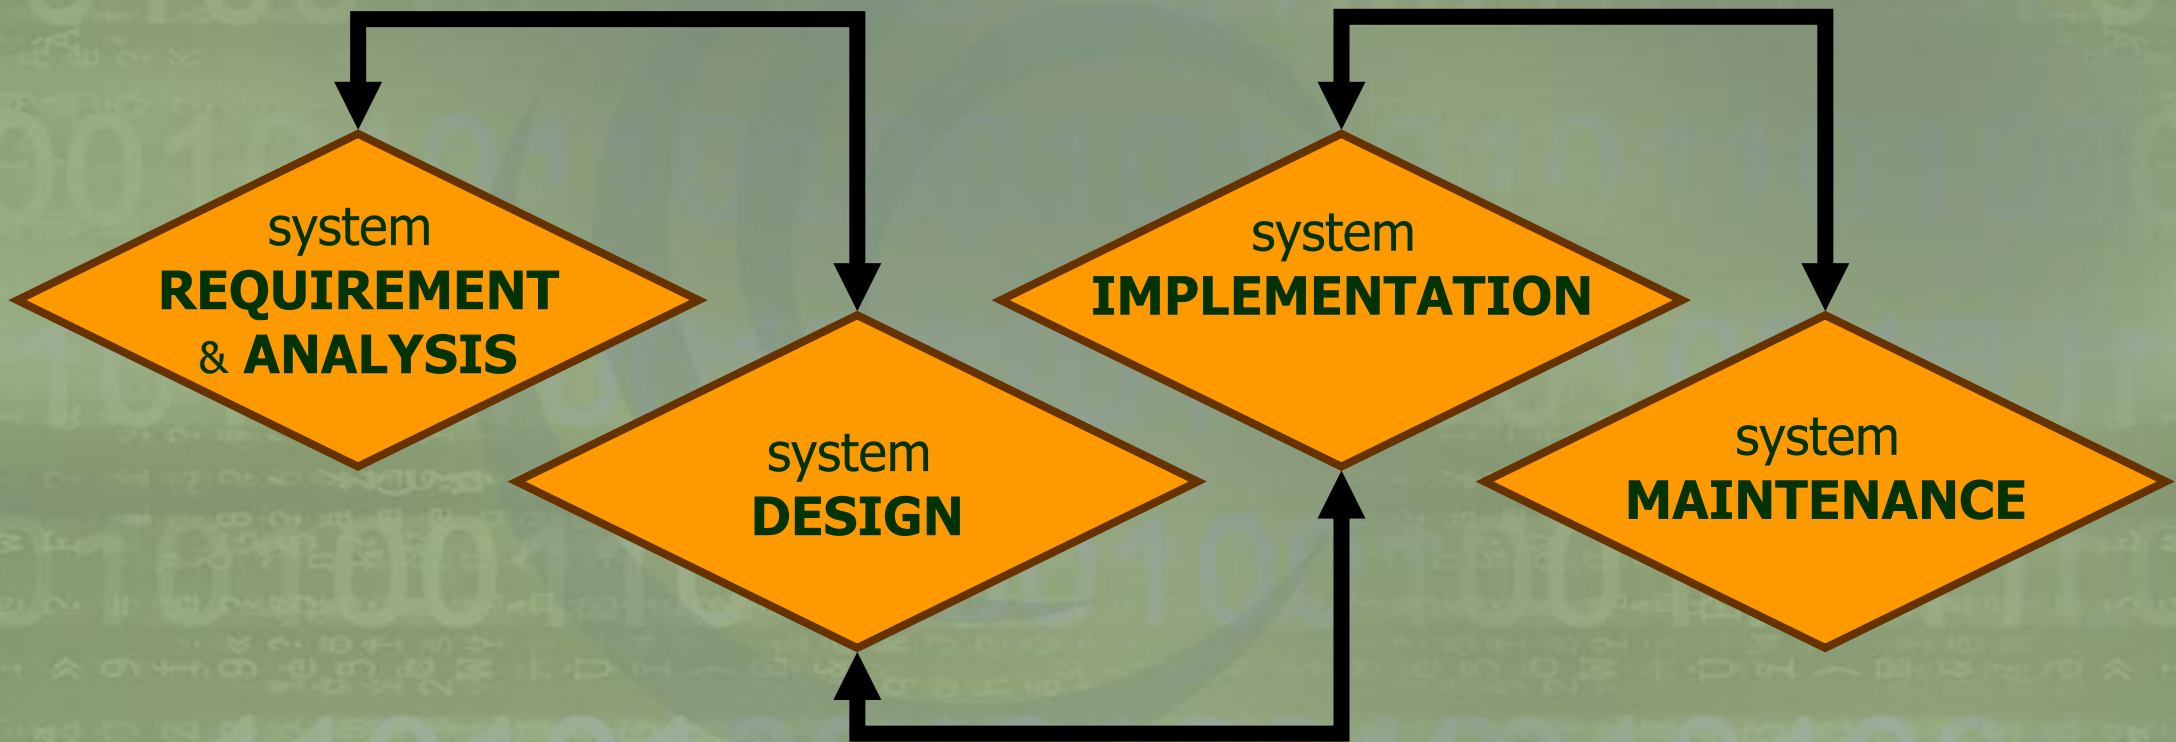 system
REQUIREMENT
& ANALYSIS
system
DESIGN
system
IMPLEMENTATION
system
MAINTENANCE